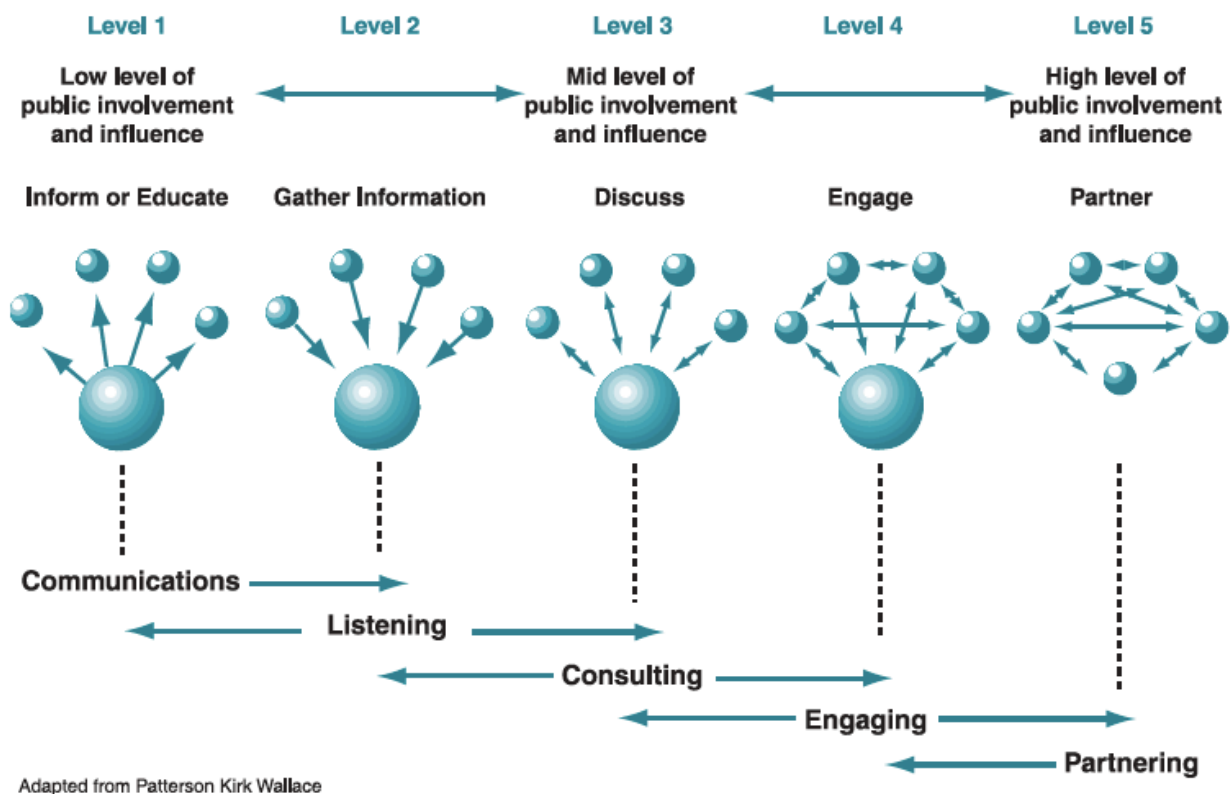 Level 1
Level 2
Level 3
Level 4
Level 5
Low level of
public involvement
and influence
Mid level of
public involvement
and influence
High level of
public involvement
and influence
Inform or Educate
Gather Information
Discuss
Engage
Partner
Communications
Listening
Consulting
Engaging
Partnering
Adapted from Patterson Kirk Wallace